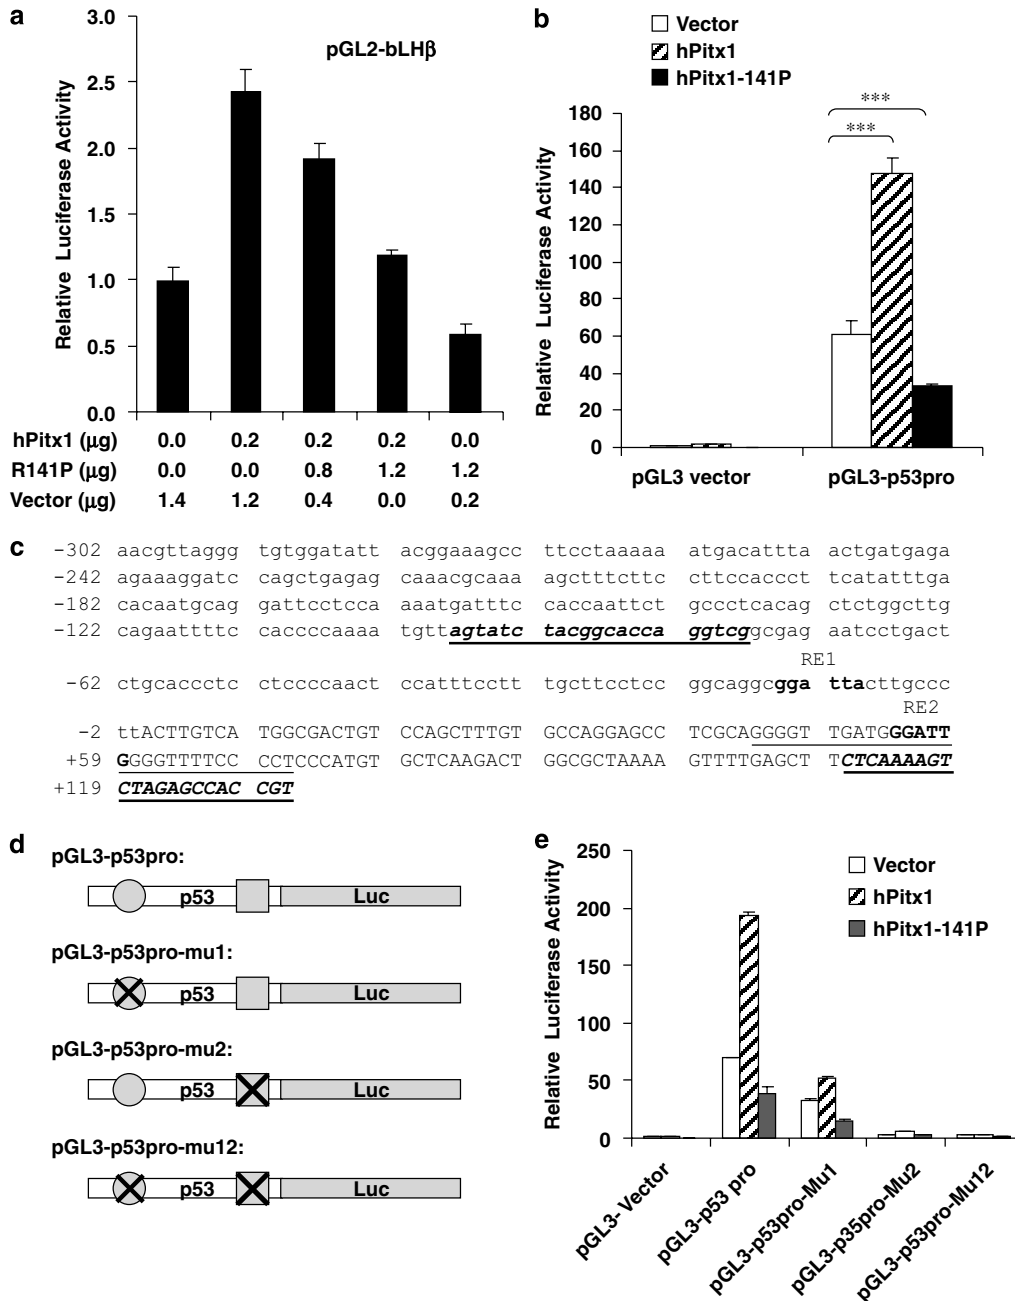 a
3.0
2.5
2.0
1.5
1.0
0.5
0.0
Relative Luciferase Activity
pGL2-bLHβ
hPitx1 (μg) 0.0 0.2 0.2 0.2 0.0
R141P (μg) 0.0 0.0 0.8 1.2 1.2
Vector (μg) 1.4 1.2 0.4 0.0 0.2
b
Vector
hPitx1
hPitx1-141P
180
160
140
120
100
80
60
40
20
0
Relative Luciferase Activity
***
***
pGL3 vector pGL3-p53pro
c
-302 aacgttaggg tgtggatatt acggaaagcc ttcctaaaaa atgacattta actgatgaga
-242 agaaaggatc cagctgagag caaacgcaaa agctttcttc cttccaccct tcatatttga
-182 cacaatgcag gattcctcca aaatgatttc caccaattct gccctcacag ctctggcttg
-122 cagaattttc caccccaaaa tgttagtatc tacggcacca ggtcggcgag aatcctgact
RE1
-62 ctgcaccctc ctccccaact ccatttcctt tgcttcctcc ggcaggcgga ttacttgccc
RE2
-2 ttACTTGTCA TGGCGACTGT CCAGCTTTGT GCCAGGAGCC TCGCAGGGGT TGATGGGATT
+59 GGGGTTTTCC CCTCCCATGT GCTCAAGACT GGCGCTAAAA GTTTTGAGCT TCTCAAAAGT
+119 CTAGAGCCAC CGT
d
pGL3-p53pro:
p53 Luc
pGL3-p53pro-mu1:
p53 Luc
pGL3-p53pro-mu2:
p53 Luc
pGL3-p53pro-mu12:
p53 Luc
e
250
200
150
100
50
0
Relative Luciferase Activity
Vector
hPitx1
hPitx1-141P
pGL3- Vector
pGL3-p53 pro
pGL3-p53pro-Mu1
pGL3-p35pro-Mu2
pGL3-p53pro-Mu12